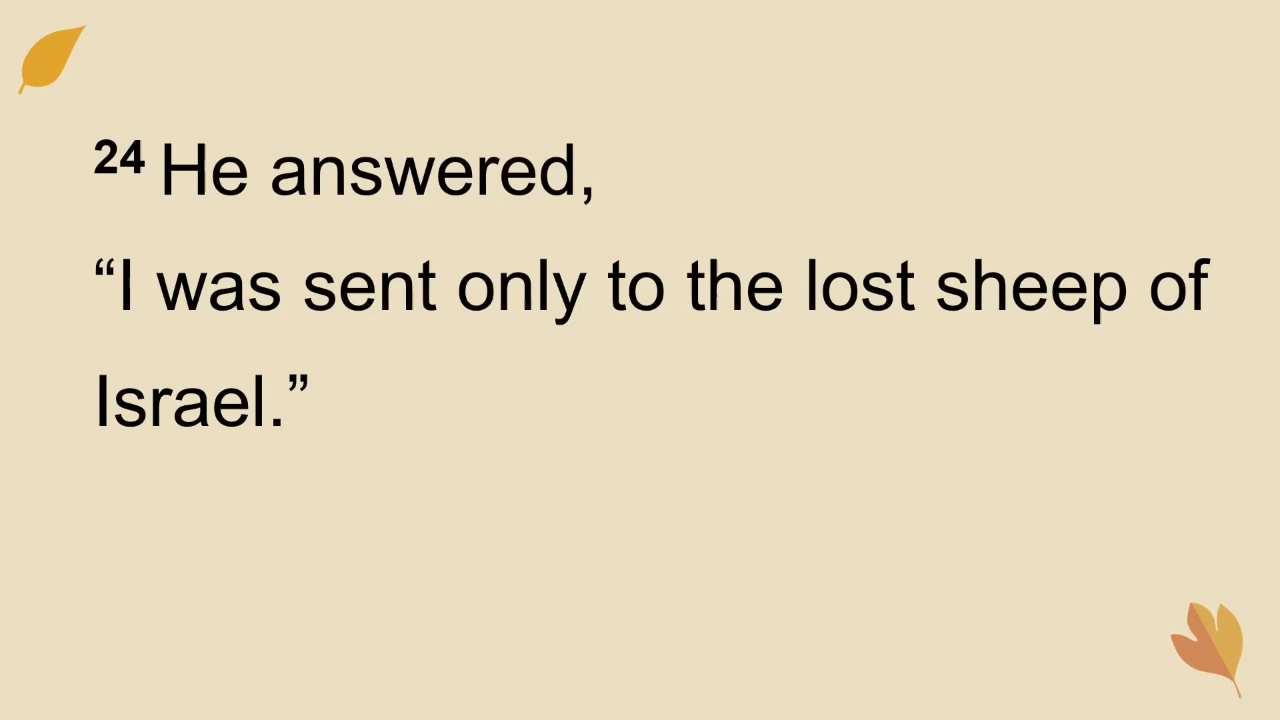 24 He answered,
“I was sent only to the lost sheep of
Israel.”